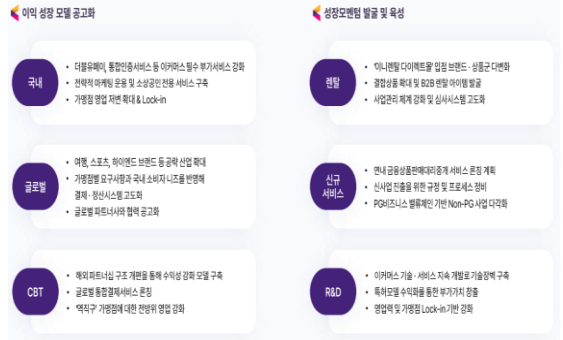 이익 성장 모델 공고화
국내
• 더블유페이, 통합인증서비스 등 이커머스 필수 부가서비스 강화
• 전략적 마케팅 운용 및 소상공인 전용 서비스 구축
• 가맹점 영업 저변 확대 & Lock-in
글로벌
• 여행, 스포츠, 하이엔드 브랜드 등 공략 산업 확대
• 가맹점별 요구사항과 국내 소비자 니즈를 반영해
결제·정산시스템 고도화
• 글로벌 파트너사와 협력 공고화
CBT
• 해외 파트너십 구조 개편을 통해 수익성 강화 모델 구축
• 글로벌 통합결제서비스 론칭
• '역직구' 가맹점에 대한 전방위 영업 강화
성장모멘텀 발굴 및 육성
렌탈
• '이니렌탈 다이렉트몰' 입점 브랜드·상품군 다변화
• 결합상품 확대 및 B2B 렌탈 아이템 발굴
• 사업관리 체계 강화 및 심사시스템 고도화
신규
서비스
• 연내 금융상품판매대리중개 서비스 론칭 계획
• 신사업 진출을 위한 규정 및 프로세스 정비
• PG비즈니스 밸류체인 기반 Non-PG 사업 다각화
R&D
• 이커머스 기술·서비스 지속 개발로 기술장벽 구축
• 특허모델 수익화를 통한 부가가치 창출
• 영업력 및 가맹점 Lock-in 기반 강화